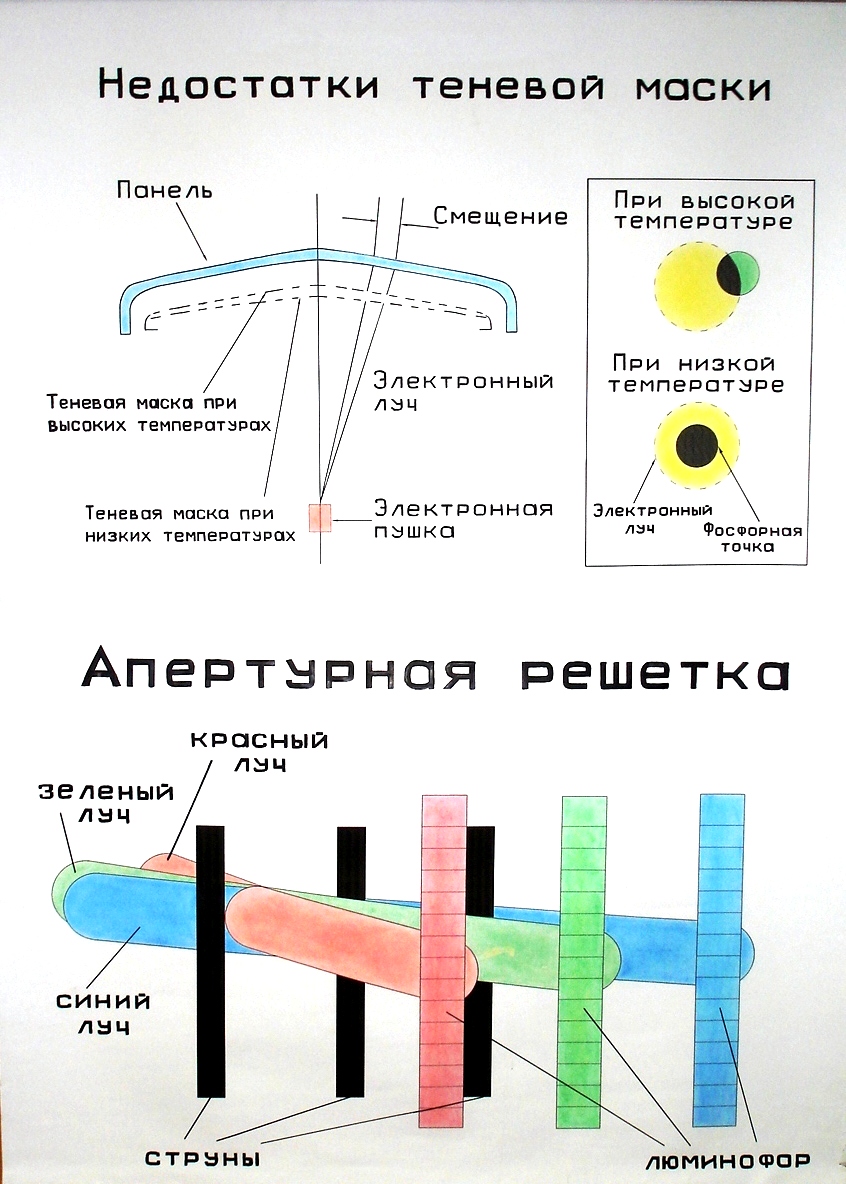 Недостатки теневой маски
Панель
Смещение
Теневая маска при
высоких температурах
Электронный
луч
Теневая маска при
низких температурах
Электронная
пушка
При высокой
температуре
При низкой
температуре
Электронный
луч
Фосфорная
точка
Апертурная решетка
красный
луч
зеленый
луч
синий
луч
струны
люминофор